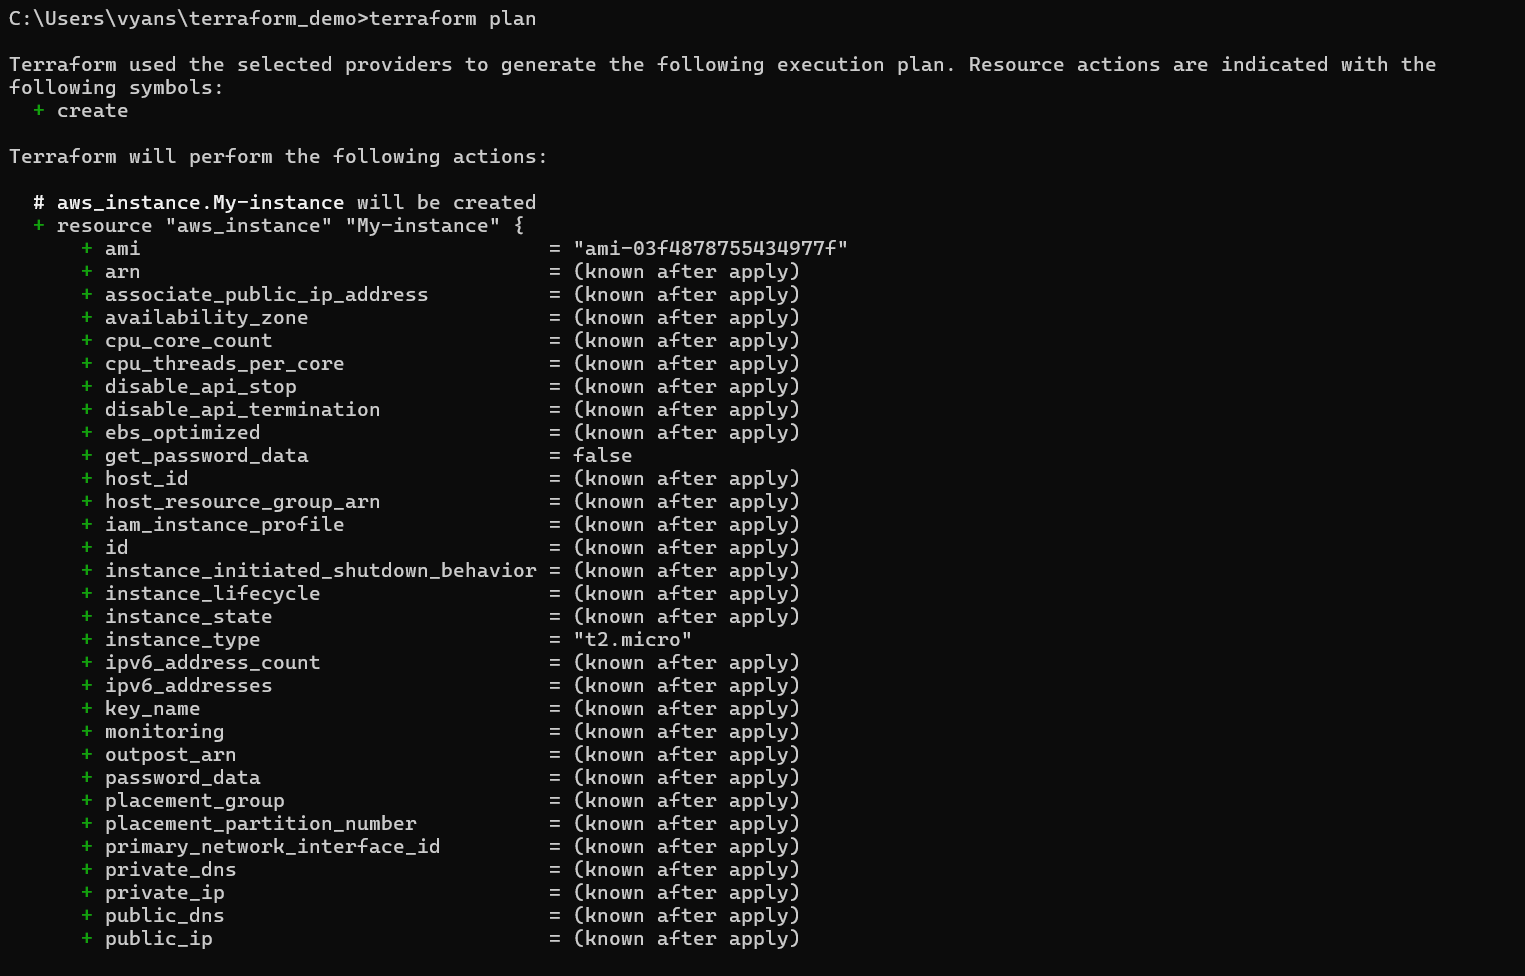 C:\Users\vyans\terraform_demo>terraform plan
Terraform used the selected providers to generate the following execution plan. Resource actions are indicated with the
following symbols:
  + create
Terraform will perform the following actions:
  # aws_instance.My-instance will be created
  + resource "aws_instance" "My-instance" {
      + ami                                  = "ami-03f4878755434977f"
      + arn                                  = (known after apply)
      + associate_public_ip_address          = (known after apply)
      + availability_zone                    = (known after apply)
      + cpu_core_count                       = (known after apply)
      + cpu_threads_per_core                 = (known after apply)
      + disable_api_stop                     = (known after apply)
      + disable_api_termination              = (known after apply)
      + ebs_optimized                        = (known after apply)
      + get_password_data                    = false
      + host_id                              = (known after apply)
      + host_resource_group_arn              = (known after apply)
      + iam_instance_profile                 = (known after apply)
      + id                                   = (known after apply)
      + instance_initiated_shutdown_behavior = (known after apply)
      + instance_lifecycle                   = (known after apply)
      + instance_state                       = (known after apply)
      + instance_type                        = "t2.micro"
      + ipv6_address_count                   = (known after apply)
      + ipv6_addresses                       = (known after apply)
      + key_name                             = (known after apply)
      + monitoring                           = (known after apply)
      + outpost_arn                          = (known after apply)
      + password_data                        = (known after apply)
      + placement_group                      = (known after apply)
      + placement_partition_number           = (known after apply)
      + primary_network_interface_id         = (known after apply)
      + private_dns                          = (known after apply)
      + private_ip                           = (known after apply)
      + public_dns                           = (known after apply)
      + public_ip                            = (known after apply)